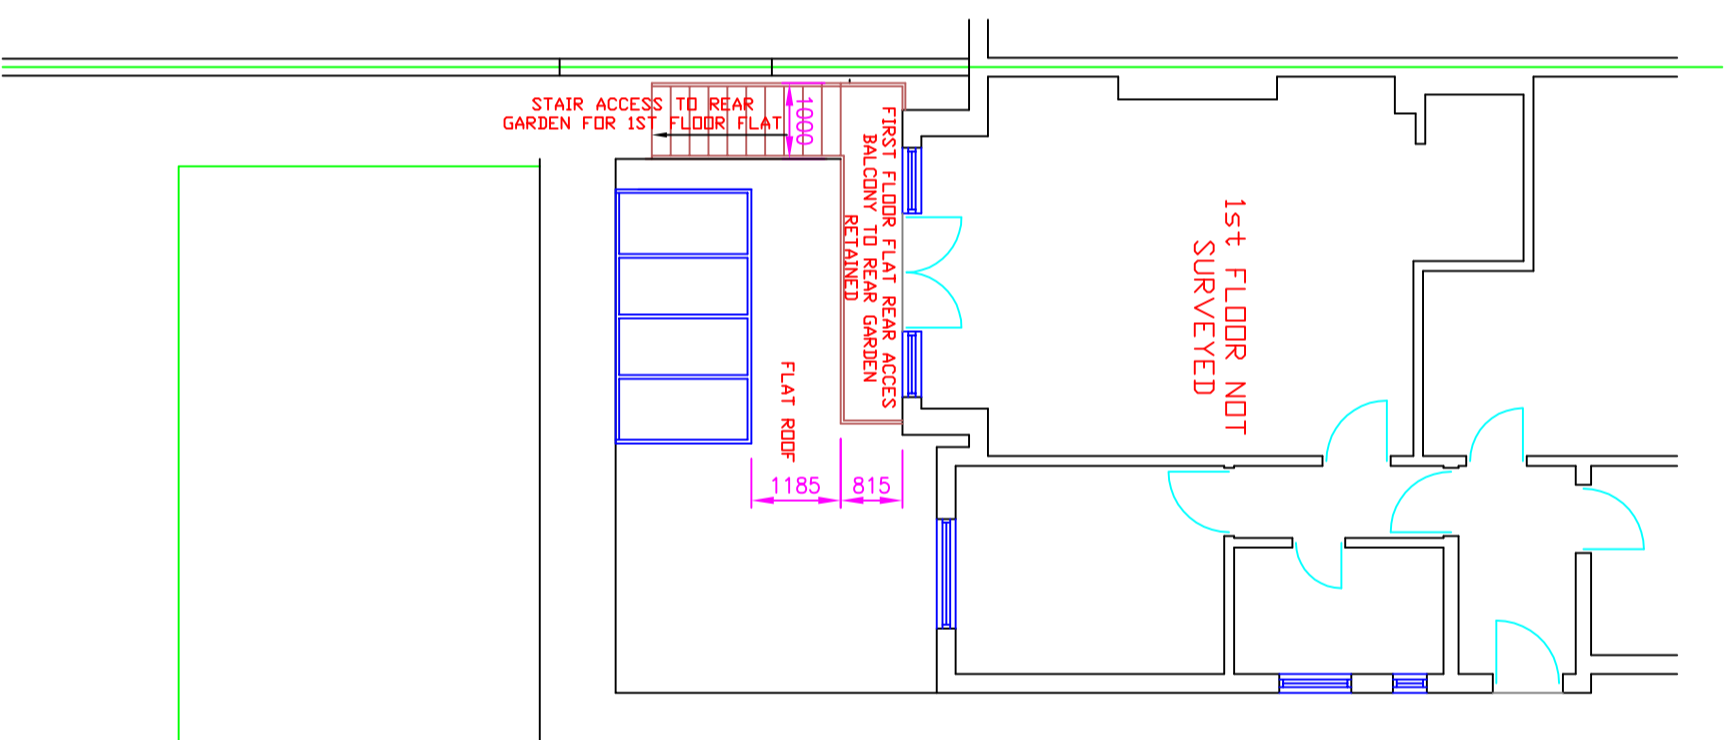 STAIR ACCESS TO REAR
GARDEN FOR 1ST FLOOR FLAT
1000
FIRST FLOOR FLAT REAR ACCES
BALCONY TO REAR GARDEN
RETAINED
1st FLOOR NOT
SURVEYED
FLAT ROOF
1185
815